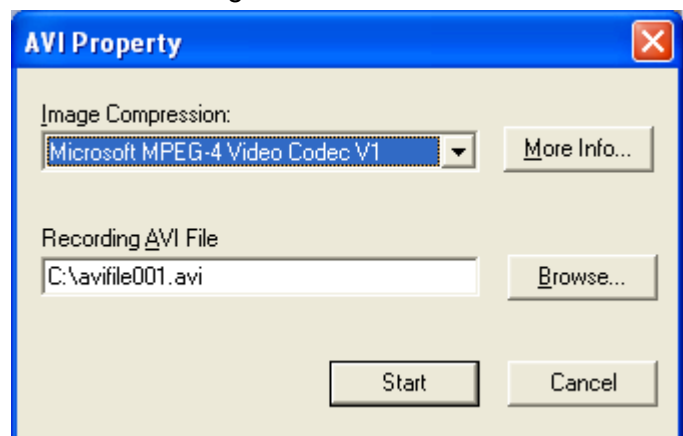 AVI Property
Image Compression:
Microsoft MPEG-4 Video Codec V1
More Info...
Recording AVI File
C:\avifile001.avi
Browse...
Start
Cancel